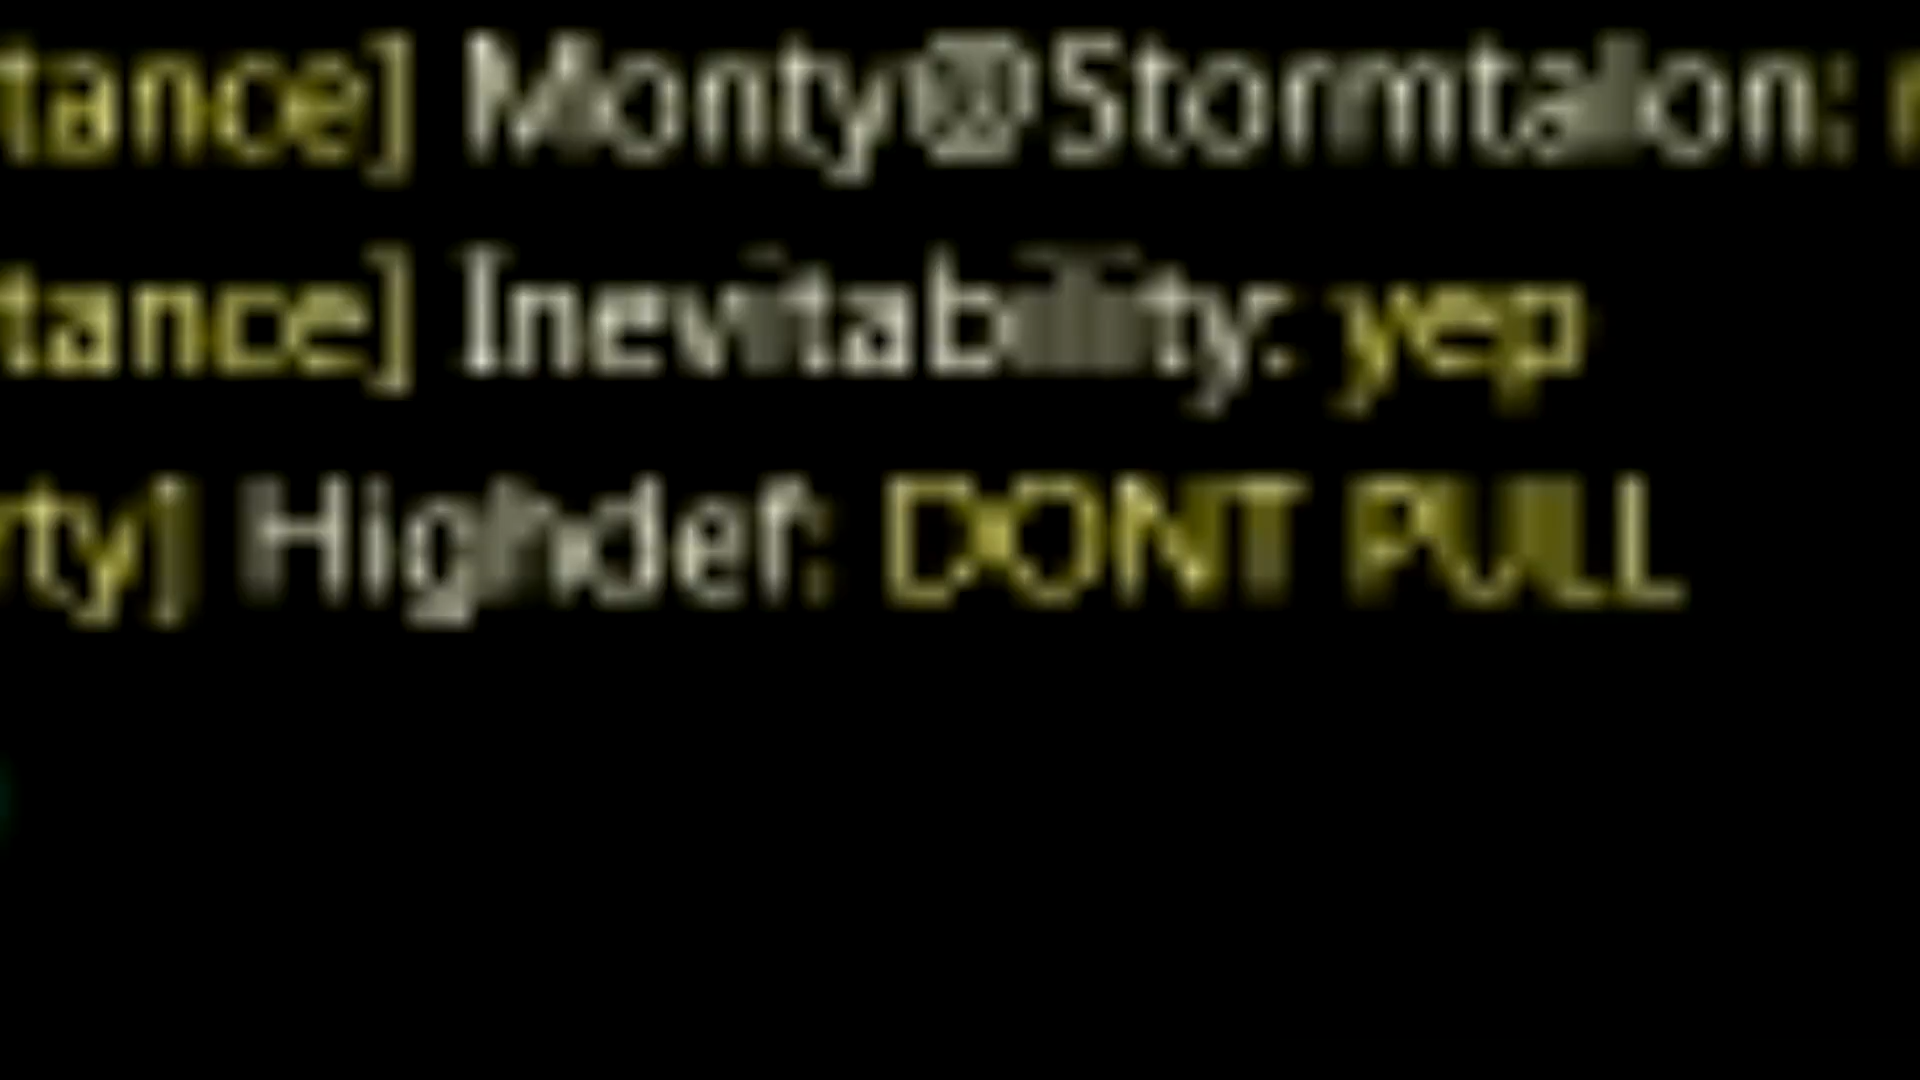 tance] Monty@Stormtalon:
tance] Inevitability: yep
rty] Highdef: DONT PULL